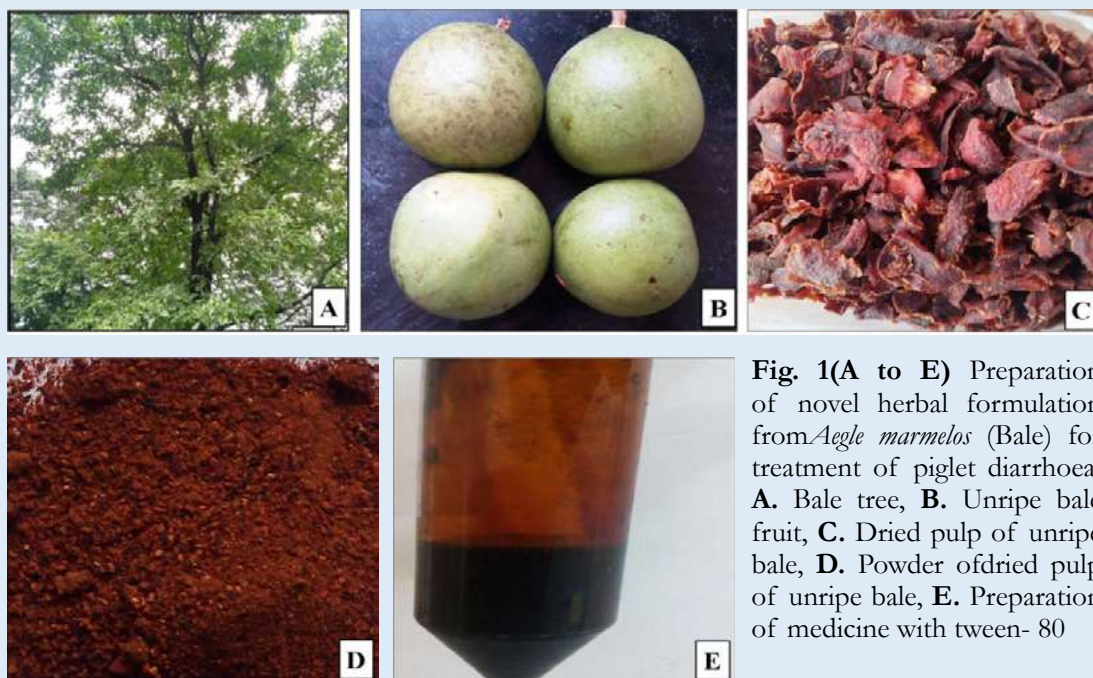 A
B
C
D
E
Fig. 1(A to E) Preparation
of novel herbal formulation
fromAegle marmelos (Bale) for
treatment of piglet diarrhoea
A. Bale tree, B. Unripe bale
fruit, C. Dried pulp of unripe
bale, D. Powder ofdried pulp
of unripe bale, E. Preparation
of medicine with tween- 80